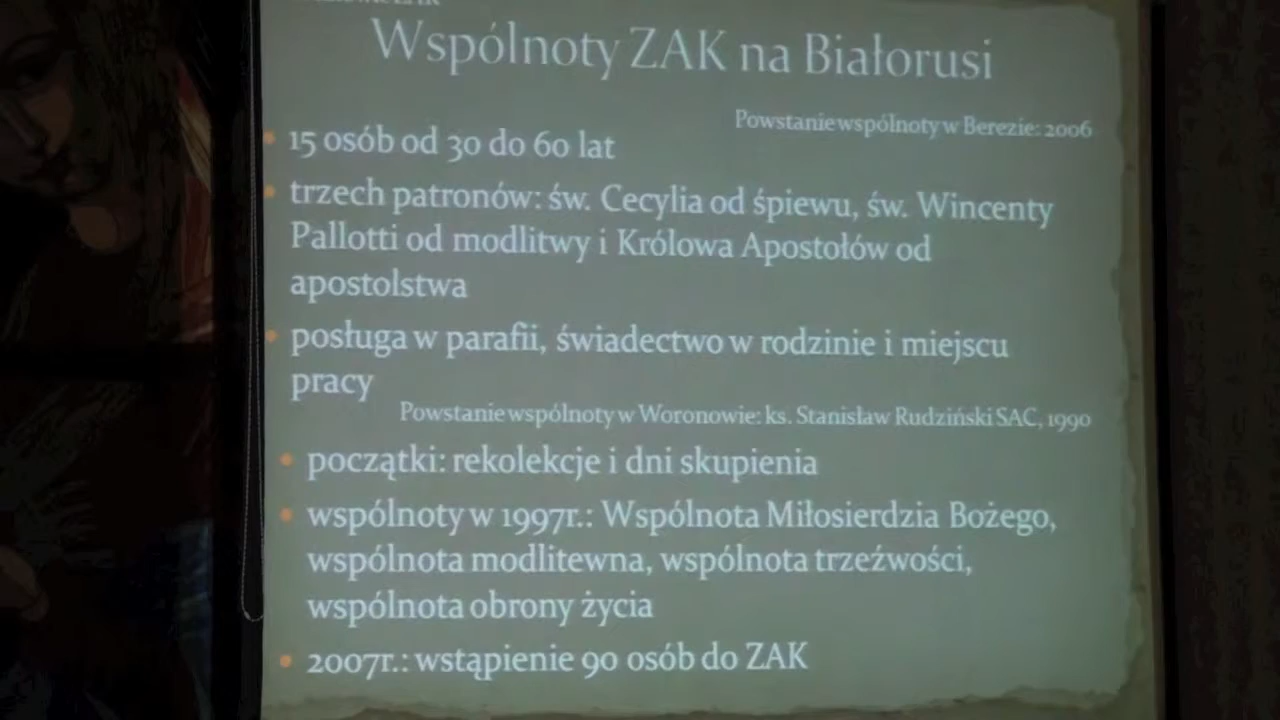 Wspólnoty ZAK na Białorusi
Powstanie wspólnoty w Berezie: 2006
15 osób od 30 do 60 lat
trzech patronów: św. Cecylia od śpiewu, św. Wincenty
Pallotti od modlitwy i Królowa Apostołów od
apostolstwa
posługa w parafii, świadectwo w rodzinie i miejscu
pracy
Powstanie wspólnoty w Woronowie: ks. Stanisław Rudziński SAC, 1990
początki: rekolekcje i dni skupienia
wspólnoty w 1997r.: Wspólnota Miłosierdzia Bożego,
wspólnota modlitewna, wspólnota trzeźwości,
wspólnota obrony życia
2007r.: wstąpienie 90 osób do ZAK